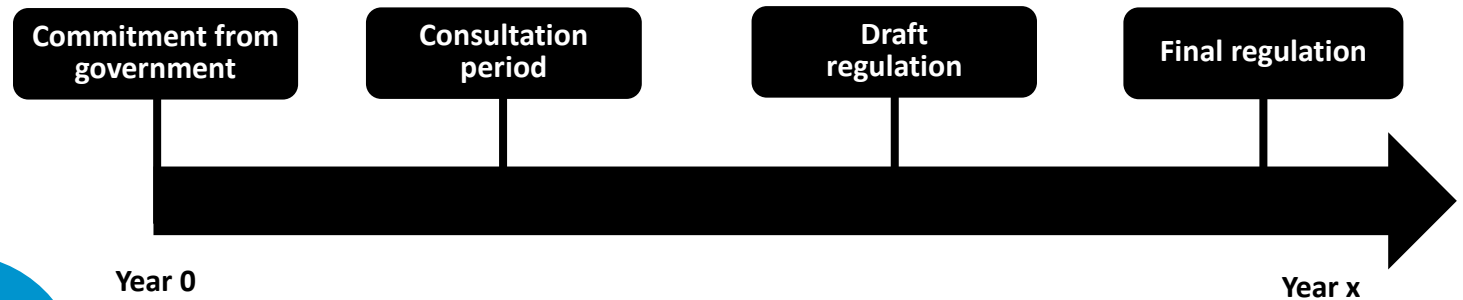 Commitment from
government
Consultation
period
Draft
regulation
Final regulation
Year 0
Year x